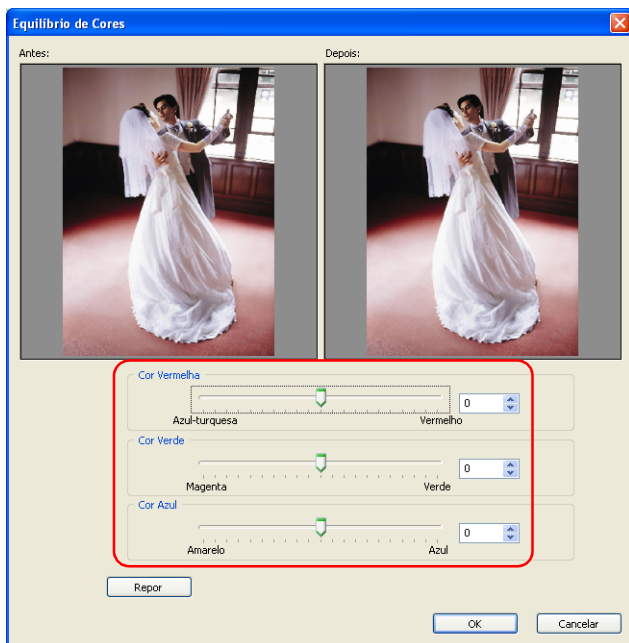 Equilíbrio de Cores
Antes: Depois:
Cor Vermelha
0
Azul-turquesa Vermelho
Cor Verde
0
Magenta Verde
Cor Azul
0
Amarelo Azul
Repor
OK Cancelar